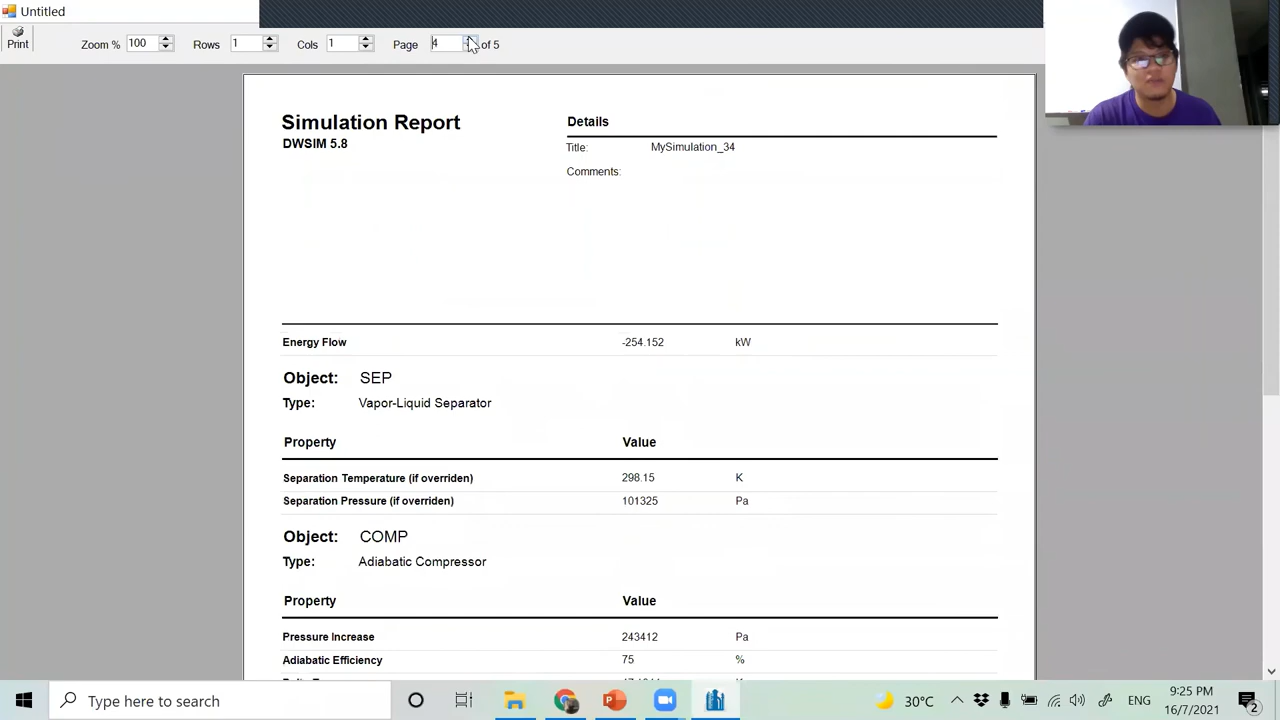 Untitled
Print Zoom % 100 Rows 1 Cols 1 Page 4 of 5
Simulation Report
DWSIM 5.8
Details
Title: MySimulation_34
Comments:
Energy Flow -254.152 kW
Object: SEP
Type: Vapor-Liquid Separator
Property Value
Separation Temperature (if overriden) 298.15 K
Separation Pressure (if overriden) 101325 Pa
Object: COMP
Type: Adiabatic Compressor
Property Value
Pressure Increase 243412 Pa
Adiabatic Efficiency 75 %
Type here to search
30°C ENG 9:25 PM
16/7/2021 2